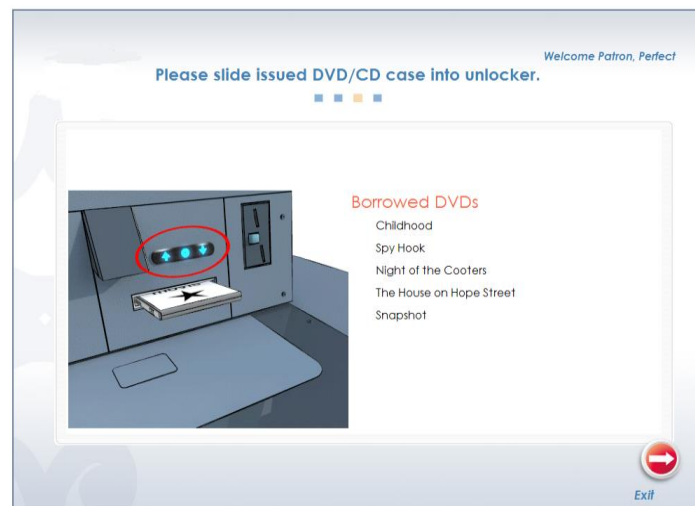 Welcome Patron, Perfect
Please slide issued DVD/CD case into unlocker.
Borrowed DVDs
Childhood
Spy Hook
Night of the Cooters
The House on Hope Street
Snapshot
movie
Exit